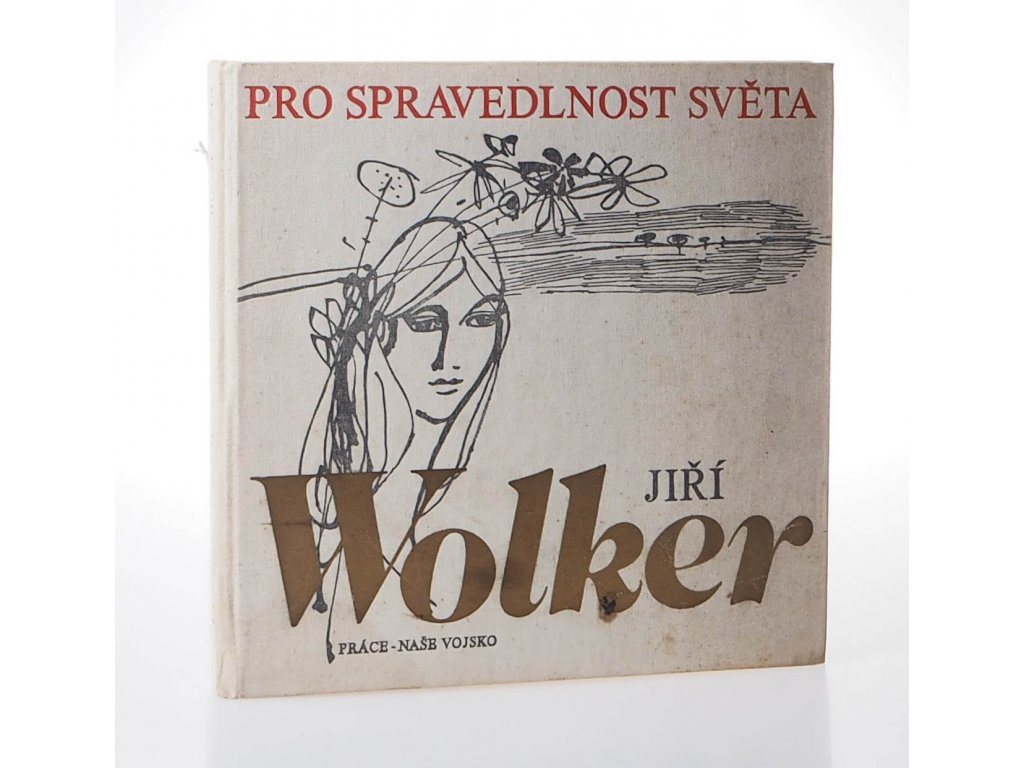 PRO SPRAVEDLNOST SVĚTA
JIŘÍ
Wolker
PRÁCE - NAŠE VOJSKO